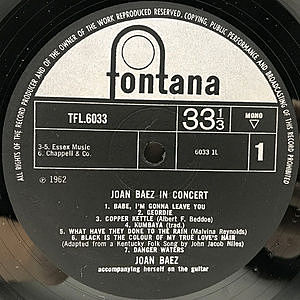 ALL RIGHTS OF THE RECORD PRODUCER AND OF THE OWNER OF THE WORK REPRODUCED RESERVED. COPYING, PUBLIC PERFORMANCE AND BROADCASTING OF THIS RECORD PROHIBITED
fontana
TFL.6033
33 1/3
MONO
3-5. Essex Music
6. Chappell & Co.
6033 1L
1
℗ 1962
JOAN BAEZ IN CONCERT
1. BABE, I'M GONNA LEAVE YOU
2. GEORDIE
3. COPPER KETTLE (Albert F. Beddoe)
4. KUMBAYA (trad.)
5. WHAT HAVE THEY DONE TO THE RAIN (Malvina Reynolds)
6. BLACK IS THE COLOUR OF MY TRUE LOVE'S HAIR
(Adapted from a Kentucky Folk Song by John Jacob Niles)
7. DANGER WATERS
JOAN BAEZ
accompanying herself on the guitar